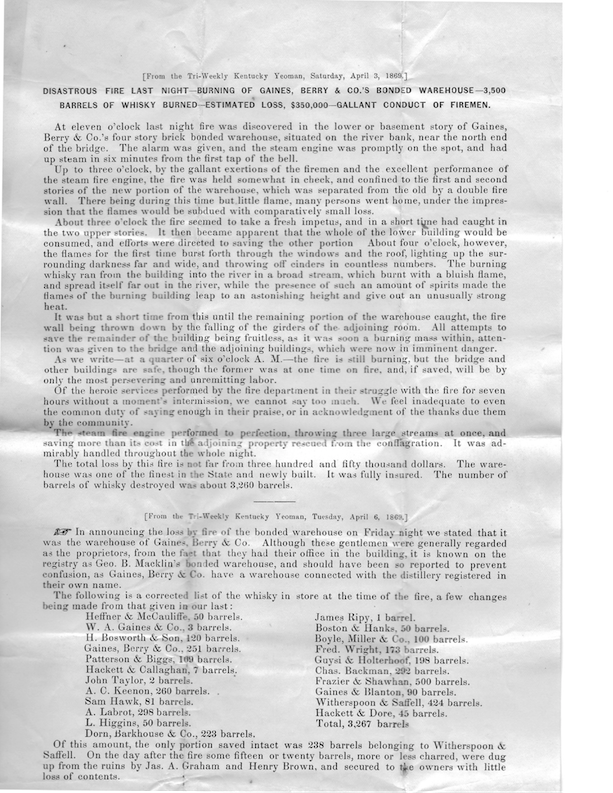 [From the Tri-Weekly Kentucky Yeoman, Saturday, April 3, 1869.]
DISASTROUS FIRE LAST NIGHT—BURNING OF GAINES, BERRY & CO.'S BONDED WAREHOUSE—3,500
BARRELS OF WHISKY BURNED—ESTIMATED LOSS, $350,000—GALLANT CONDUCT OF FIREMEN.
At eleven o'clock last night fire was discovered in the lower or basement story of Gaines,
Berry & Co.'s four story brick bonded warehouse, situated on the river bank, near the north end
of the bridge. The alarm was given, and the steam engine was promptly on the spot, and had
up steam in six minutes from the first tap of the bell.
Up to three o'clock, by the gallant exertions of the firemen and the excellent performance of
the steam fire engine, the fire was held somewhat in check, and confined to the first and second
stories of the new portion of the warehouse, which was separated from the old by a double fire
wall. There being during this time but little flame, many persons went home, under the impres-
sion that the flames would be subdued with comparatively small loss.
About three o'clock the fire seemed to take a fresh impetus, and in a short time had caught in
the two upper stories. It then became apparent that the whole of the lower building would be
consumed, and efforts were directed to saving the other portion About four o'clock, however,
the flames for the first time burst forth through the windows and the roof, lighting up the sur-
rounding darkness far and wide, and throwing off cinders in countless numbers. The burning
whisky ran from the building into the river in a broad stream, which burnt with a bluish flame,
and spread itself far out in the river, while the presence of such an amount of spirits made the
flames of the burning building leap to an astonishing height and give out an unusually strong
heat.
It was but a short time from this until the remaining portion of the warehouse caught, the fire
wall being thrown down by the falling of the girders of the adjoining room. All attempts to
save the remainder of the building being fruitless, as it was soon a burning mass within, atten-
tion was given to the bridge and the adjoining buildings, which were now in imminent danger.
As we write—at a quarter of six o'clock A. M.—the fire is still burning, but the bridge and
other buildings are safe, though the former was at one time on fire, and, if saved, will be by
only the most persevering and unremitting labor.
Of the heroic services performed by the fire department in their struggle with the fire for seven
hours without a moment's intermission, we cannot say too much. We feel inadequate to even
the common duty of saying enough in their praise, or in acknowledgment of the thanks due them
by the community.
The steam fire engine performed to perfection, throwing three large streams at once, and
saving more than its cost in the adjoining property rescued from the conflagration. It was ad-
mirably handled throughout the whole night.
The total loss by this fire is not far from three hundred and fifty thousand dollars. The ware-
house was one of the finest in the State and newly built. It was fully insured. The number of
barrels of whisky destroyed was about 3,260 barrels.
[From the Tri-Weekly Kentucky Yeoman, Tuesday, April 6, 1869.]
☞ In announcing the loss by fire of the bonded warehouse on Friday night we stated that it
was the warehouse of Gaines, Berry & Co. Although these gentlemen were generally regarded
as the proprietors, from the fact that they had their office in the building, it is known on the
registry as Geo. B. Macklin's bonded warehouse, and should have been so reported to prevent
confusion, as Gaines, Berry & Co. have a warehouse connected with the distillery registered in
their own name.
The following is a corrected list of the whisky in store at the time of the fire, a few changes
being made from that given in our last:
Heffner & McCauliffe, 50 barrels.
W. A. Gaines & Co., 3 barrels.
H. Bosworth & Son, 120 barrels.
Gaines, Berry & Co., 251 barrels.
Patterson & Biggs, 109 barrels.
Hackett & Callaghan, 7 barrels.
John Taylor, 2 barrels.
A. C. Keenon, 260 barrels.
Sam Hawk, 81 barrels.
A. Labrot, 298 barrels.
L. Higgins, 50 barrels.
Dorn, Barkhouse & Co., 223 barrels.
James Ripy, 1 barrel.
Boston & Hanks, 50 barrels.
Boyle, Miller & Co., 100 barrels.
Fred. Wright, 173 barrels.
Guysi & Holterhoof, 198 barrels.
Chas. Backman, 292 barrels.
Frazier & Shawhan, 500 barrels.
Gaines & Blanton, 90 barrels.
Witherspoon & Saffell, 424 barrels.
Hackett & Dore, 45 barrels.
Total, 3,267 barrels
Of this amount, the only portion saved intact was 238 barrels belonging to Witherspoon &
Saffell. On the day after the fire some fifteen or twenty barrels, more or less charred, were dug
up from the ruins by Jas. A. Graham and Henry Brown, and secured to the owners with little
loss of contents.